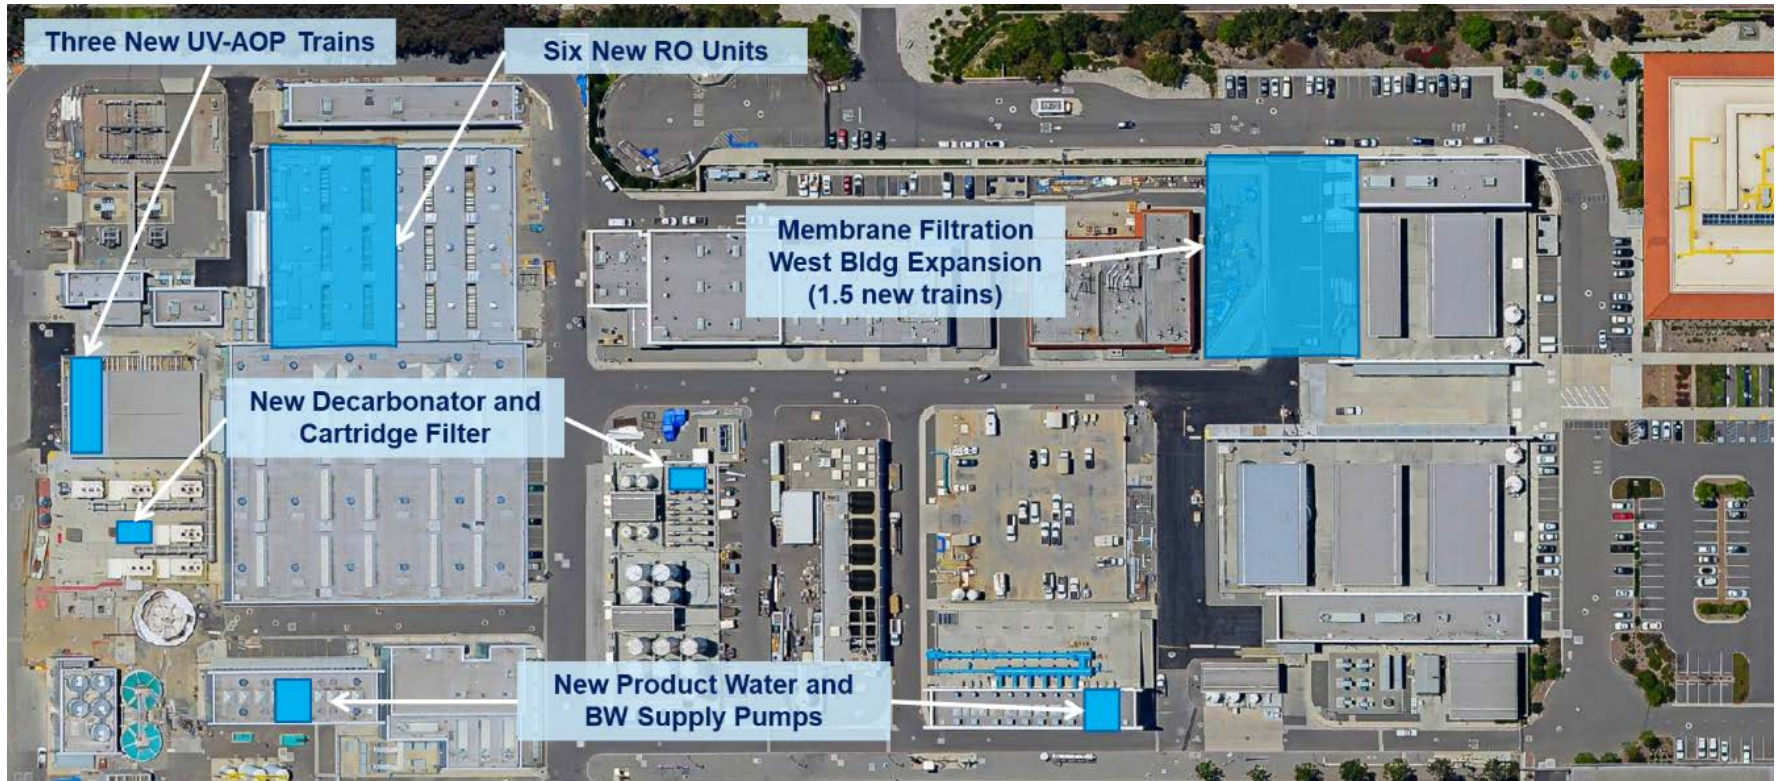 Three New UV-AOP Trains
Six New RO Units
Membrane Filtration
West Bldg Expansion
(1.5 new trains)
New Decarbonator and
Cartridge Filter
New Product Water and
BW Supply Pumps